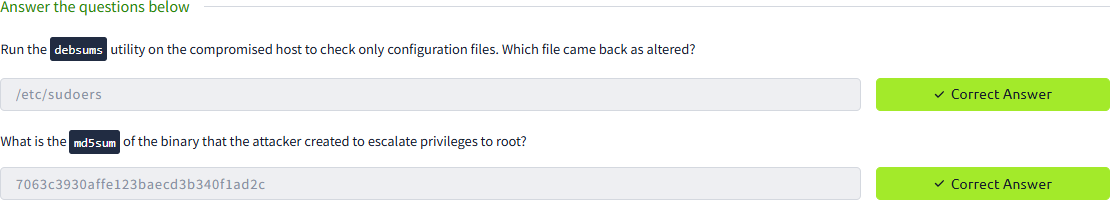 Answer the questions below
Run the debsums utility on the compromised host to check only configuration files. Which file came back as altered?
/etc/sudoers
✓ Correct Answer
What is the md5sum of the binary that the attacker created to escalate privileges to root?
7063c3930affe123baecd3b340f1ad2c
✓ Correct Answer